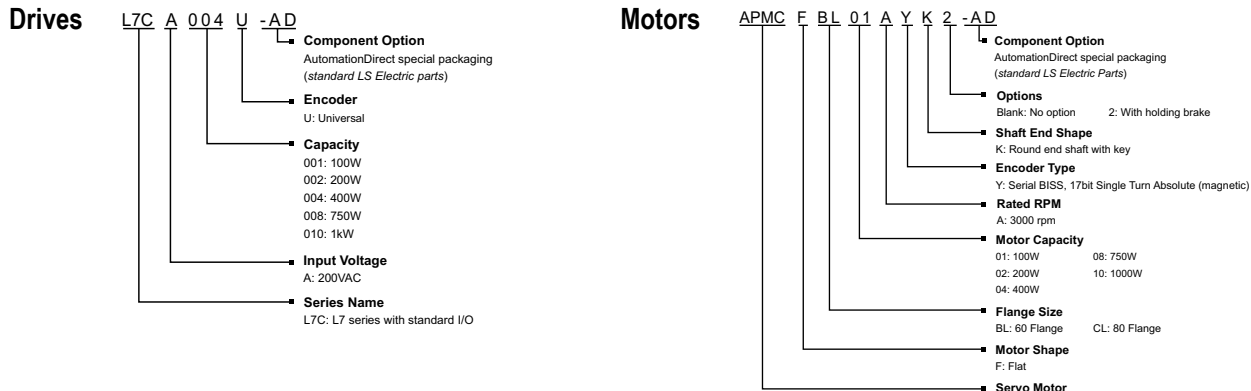 Drives
L7C A 004 U -AD
Component Option
AutomationDirect special packaging
(standard LS Electric parts)
Encoder
U: Universal
Capacity
001: 100W
002: 200W
004: 400W
008: 750W
010: 1kW
Input Voltage
A: 200VAC
Series Name
L7C: L7 series with standard I/O
Motors
APMC F BL 01 A Y K 2 -AD
Component Option
AutomationDirect special packaging
(standard LS Electric Parts)
Options
Blank: No option 2: With holding brake
Shaft End Shape
K: Round end shaft with key
Encoder Type
Y: Serial BISS, 17bit Single Turn Absolute (magnetic)
Rated RPM
A: 3000 rpm
Motor Capacity
01: 100W 08: 750W
02: 200W 10: 1000W
04: 400W
Flange Size
BL: 60 Flange CL: 80 Flange
Motor Shape
F: Flat
Servo Motor